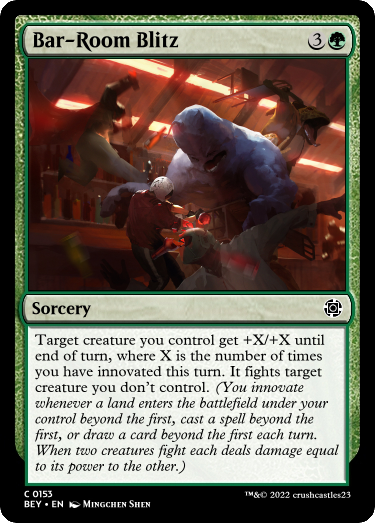 Bar-Room Blitz 3
Sorcery
Target creature you control get +X/+X until
end of turn, where X is the number of times
you have innovated this turn. It fights target
creature you don't control. (You innovate
whenever a land enters the battlefield under your
control beyond the first, cast a spell beyond the
first, or draw a card beyond the first each turn.
When two creatures fight each deals damage equal
to its power to the other.)
C 0153
BEY • EN Mingchen Shen
™&© 2022 crushcastles23